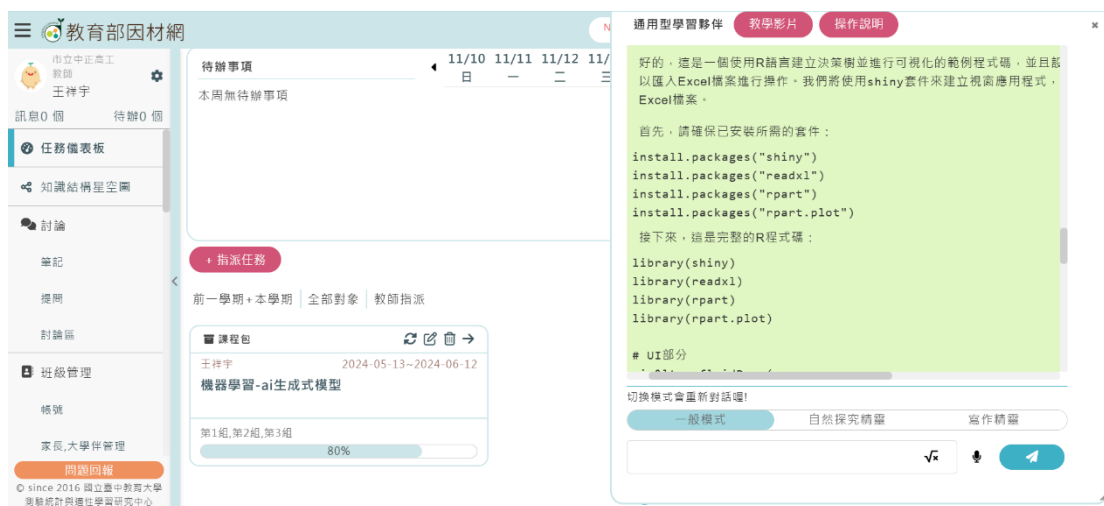 教育部因材網
N
市立中正高工
教師
王祥宇
訊息0 個
待辦0 個
任務儀表板
知識結構星空圖
討論
筆記
提問
討論區
班級管理
帳號
家長,大學伴管理
問題回報
© since 2016 國立臺中教育大學
測驗統計與適性學習研究中心
待辦事項
11/10 11/11 11/12 11/
日 一 二 三
本周無待辦事項
+ 指派任務
前一學期+本學期 全部對象 教師指派
課程包
王祥宇 2024-05-13~2024-06-12
機器學習-ai生成式模型
第1組,第2組,第3組
80%
通用型學習夥伴 教學影片 操作說明
好的,這是一個使用R語言建立決策樹並進行可視化的範例程式碼,並且
以匯入Excel檔案進行操作。我們將使用shiny套件來建立視窗應用程式,
Excel檔案。
首先,請確保已安裝所需的套件:
install.packages("shiny")
install.packages("readxl")
install.packages("rpart")
install.packages("rpart.plot")
接下來,這是完整的R程式碼:
library(shiny)
library(readxl)
library(rpart)
library(rpart.plot)
# UI部分
切換模式會重新對話喔!
一般模式 自然探究精靈 寫作精靈
√x